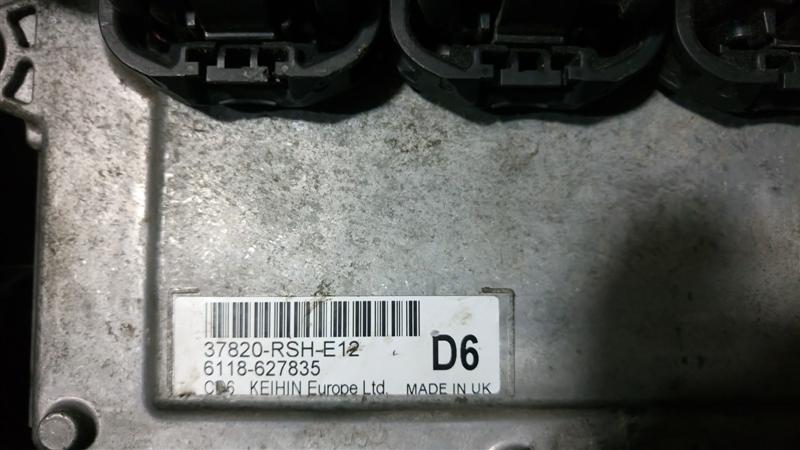 37820-RSH-E12
6118-627835 D6
CD6 KEIHIN Europe Ltd. MADE IN UK